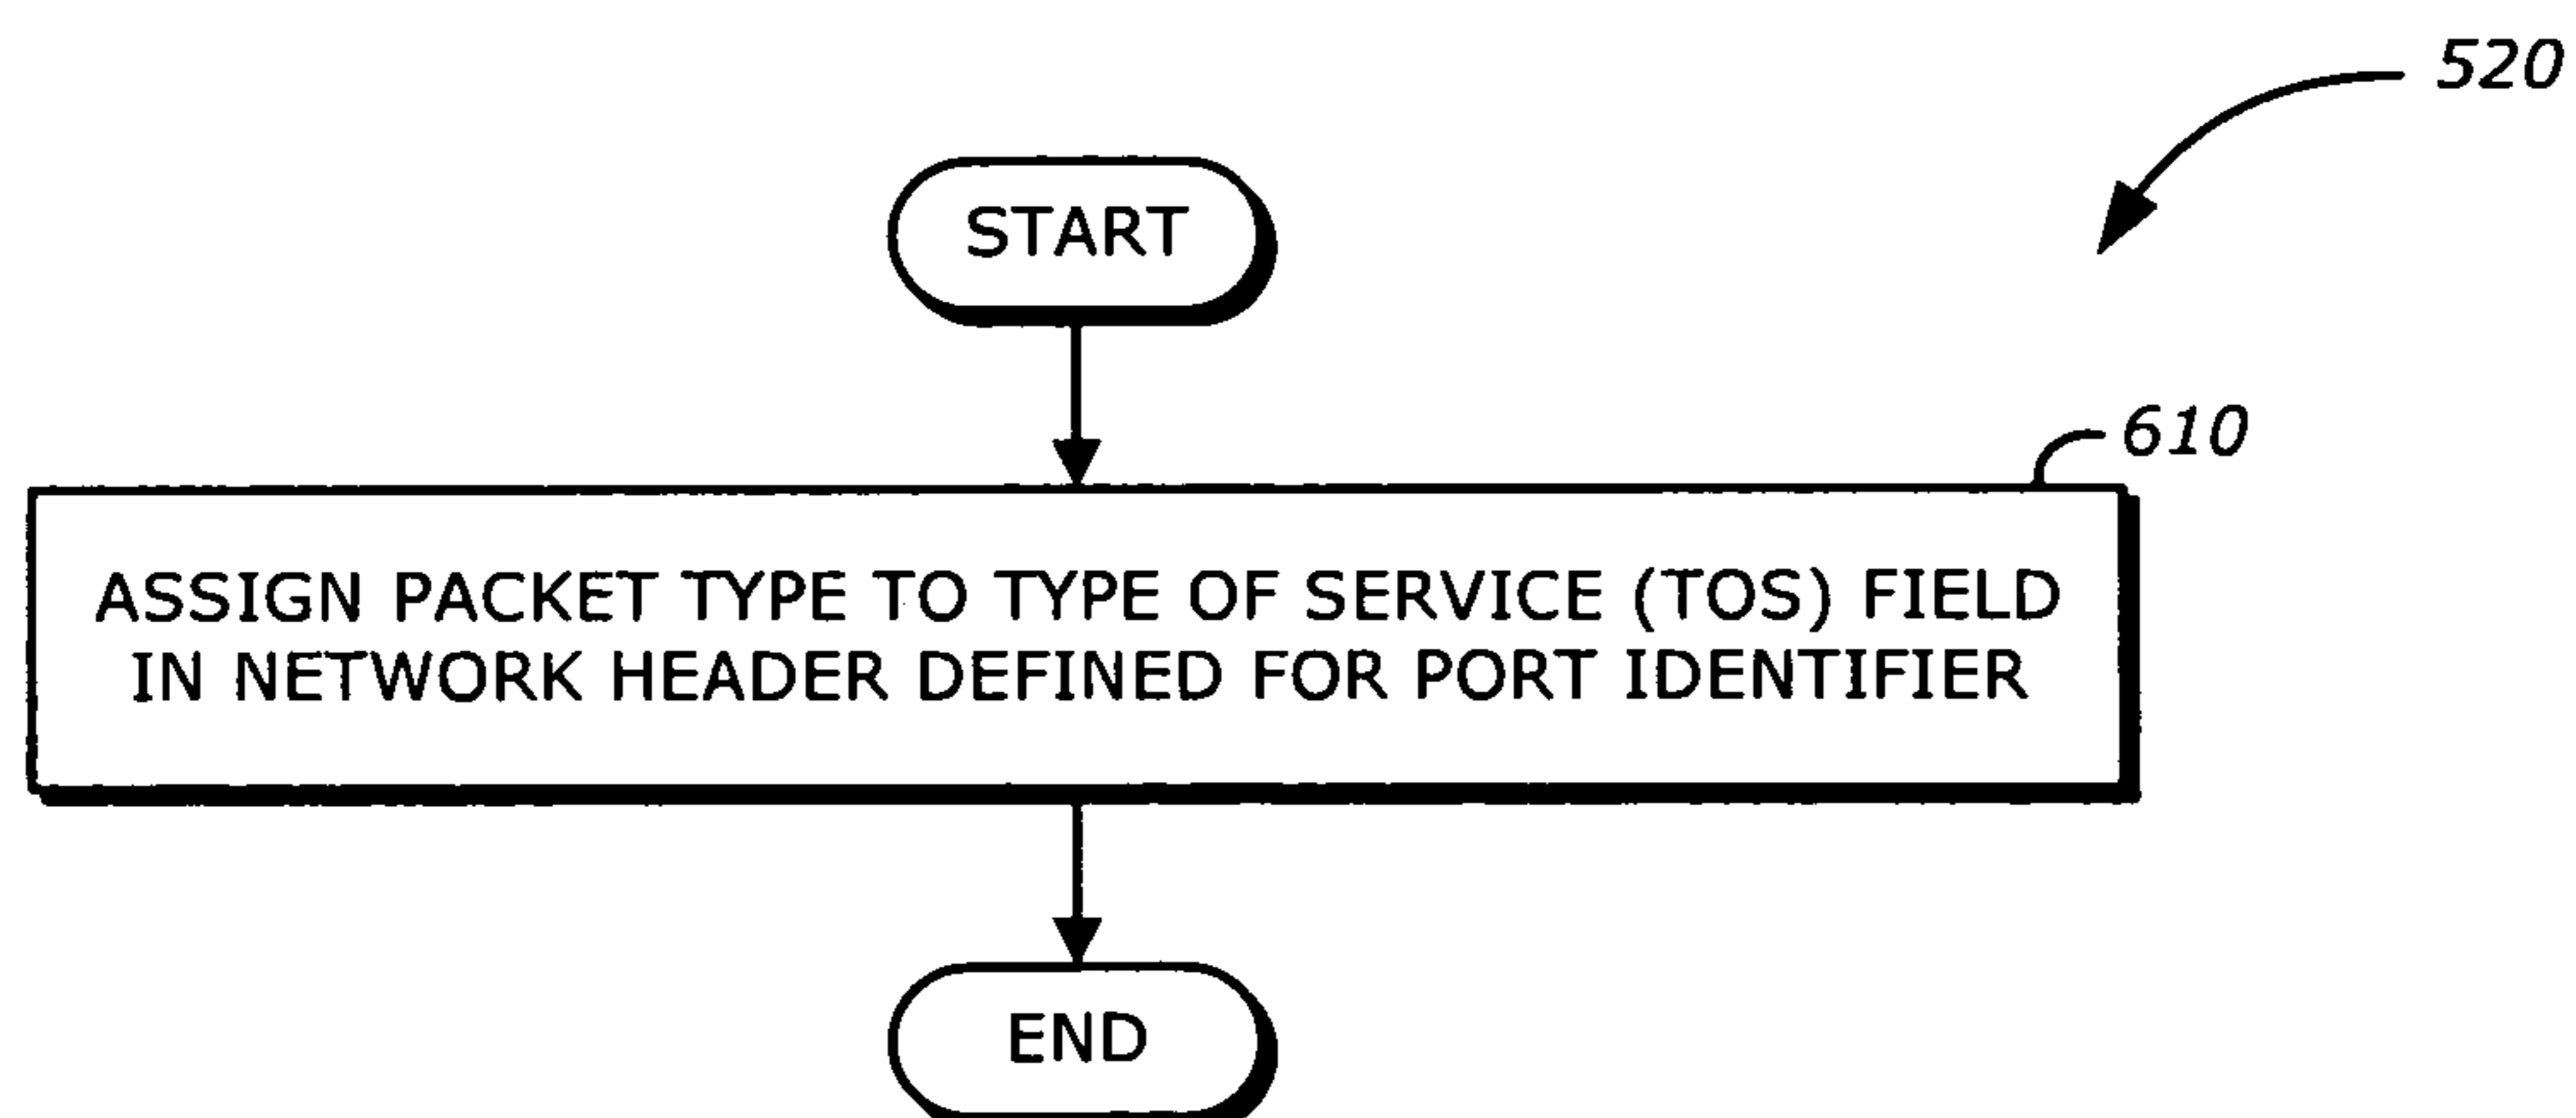 520
START
610
ASSIGN PACKET TYPE TO TYPE OF SERVICE (TOS) FIELD
IN NETWORK HEADER DEFINED FOR PORT IDENTIFIER
END